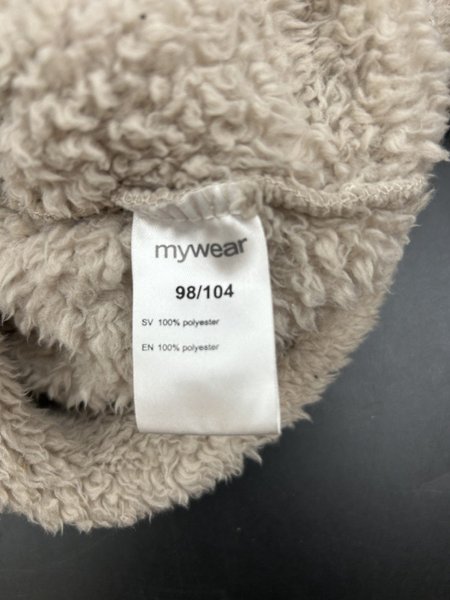 mywear
98/104
SV 100% polyester
EN 100% polyester